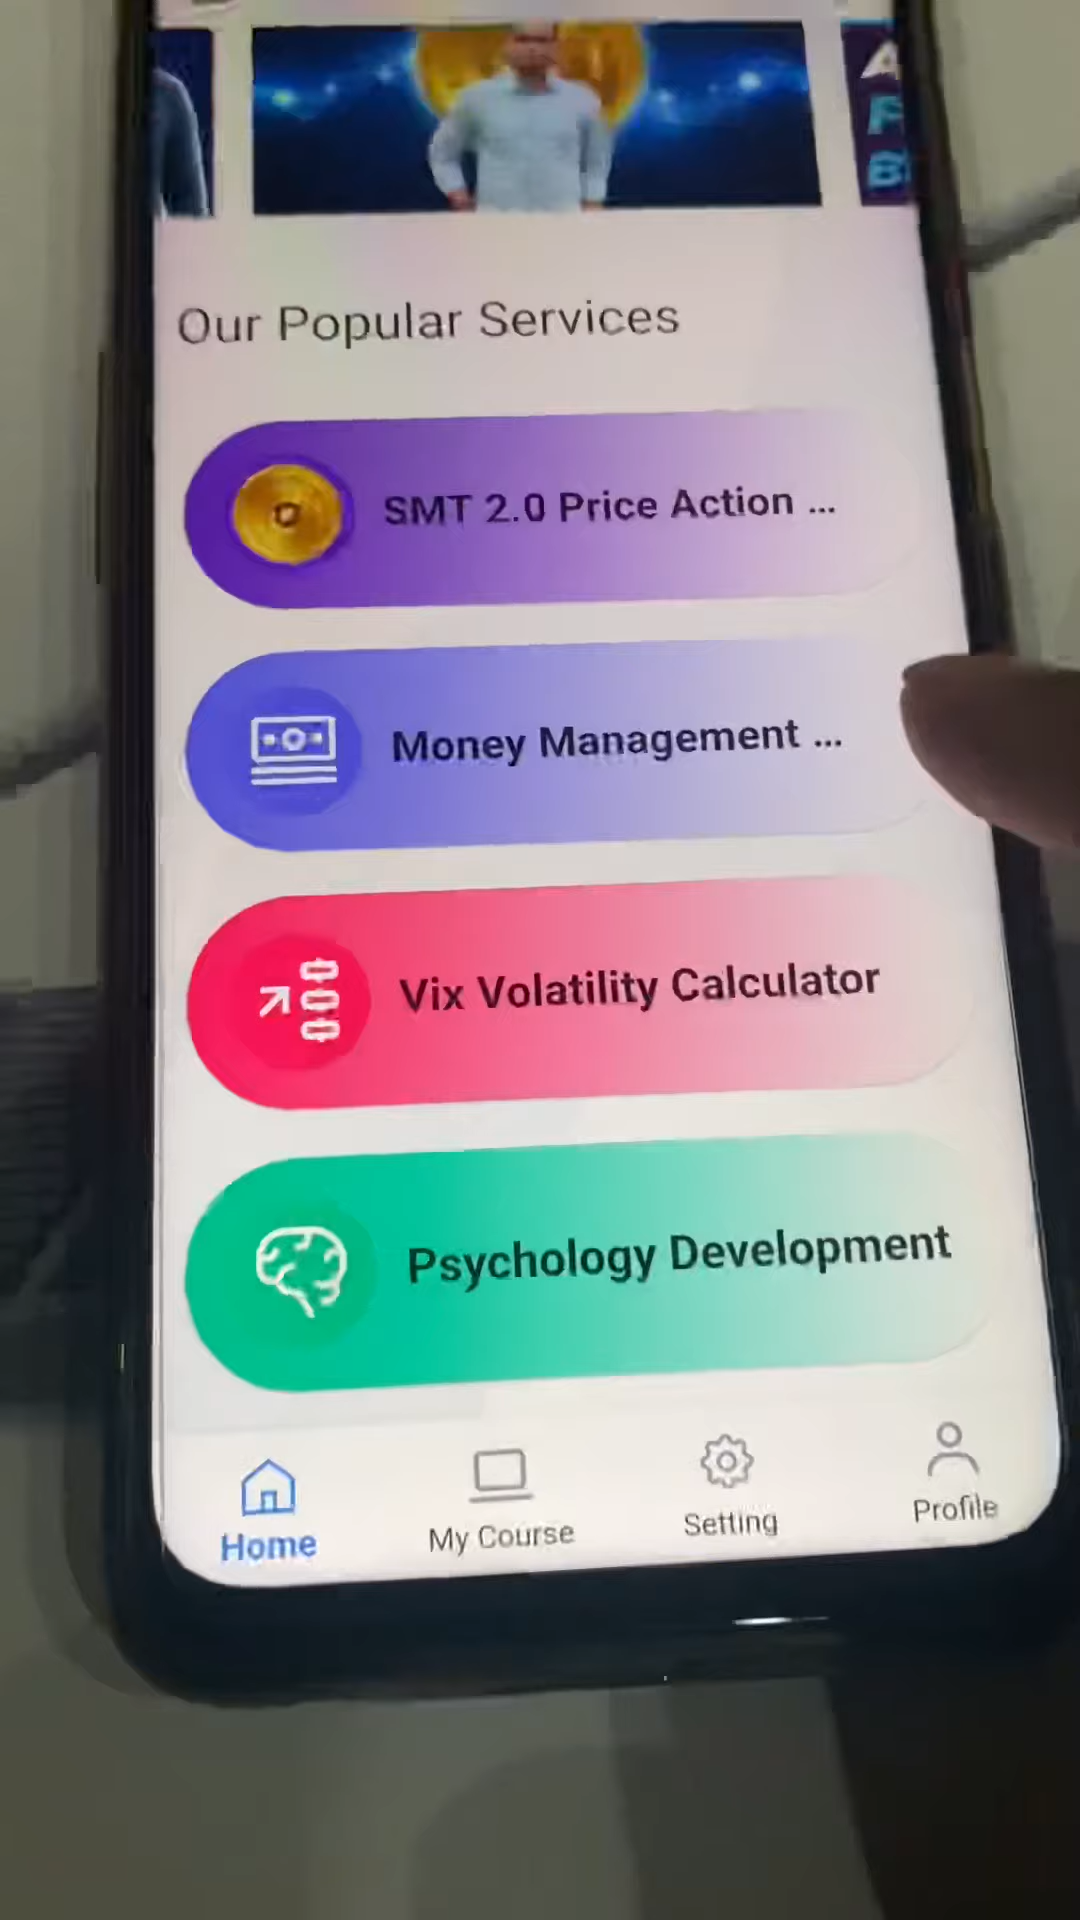 A
F
B
Our Popular Services
SMT 2.0 Price Action ...
Money Management ...
Vix Volatility Calculator
Psychology Development
Home
My Course
Setting
Profile